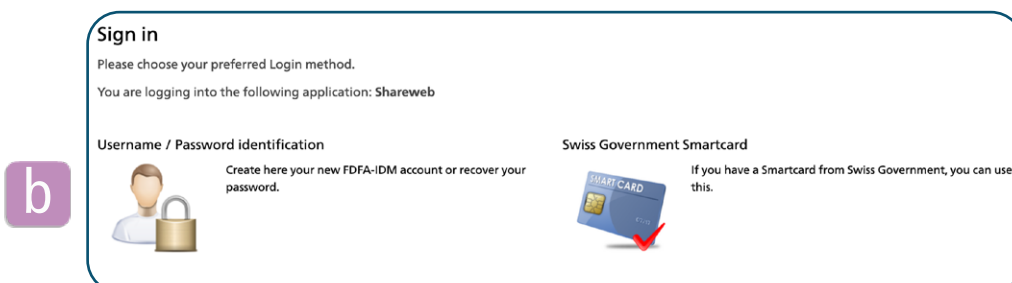 Sign in
Please choose your preferred Login method.
You are logging into the following application: Shareweb
Username / Password identification
Create here your new FDFA-IDM account or recover your
password.
Swiss Government Smartcard
If you have a Smartcard from Swiss Government, you can use
this.
SMART CARD
b